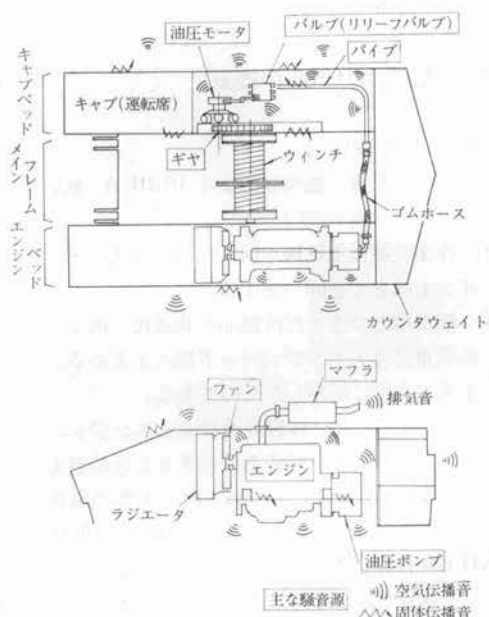 バルブ(リリーフバルブ)
油圧モータ
パイプ
キャブベッド
キャブ(運転席)
ギヤ
ウィンチ
メインフレーム
ゴムホース
エンジンベッド
カウンタウェイト
マフラ
ファン
排気音
エンジン
ラジエータ
油圧ポンプ
主な騒音源
空気伝播音
固体伝播音